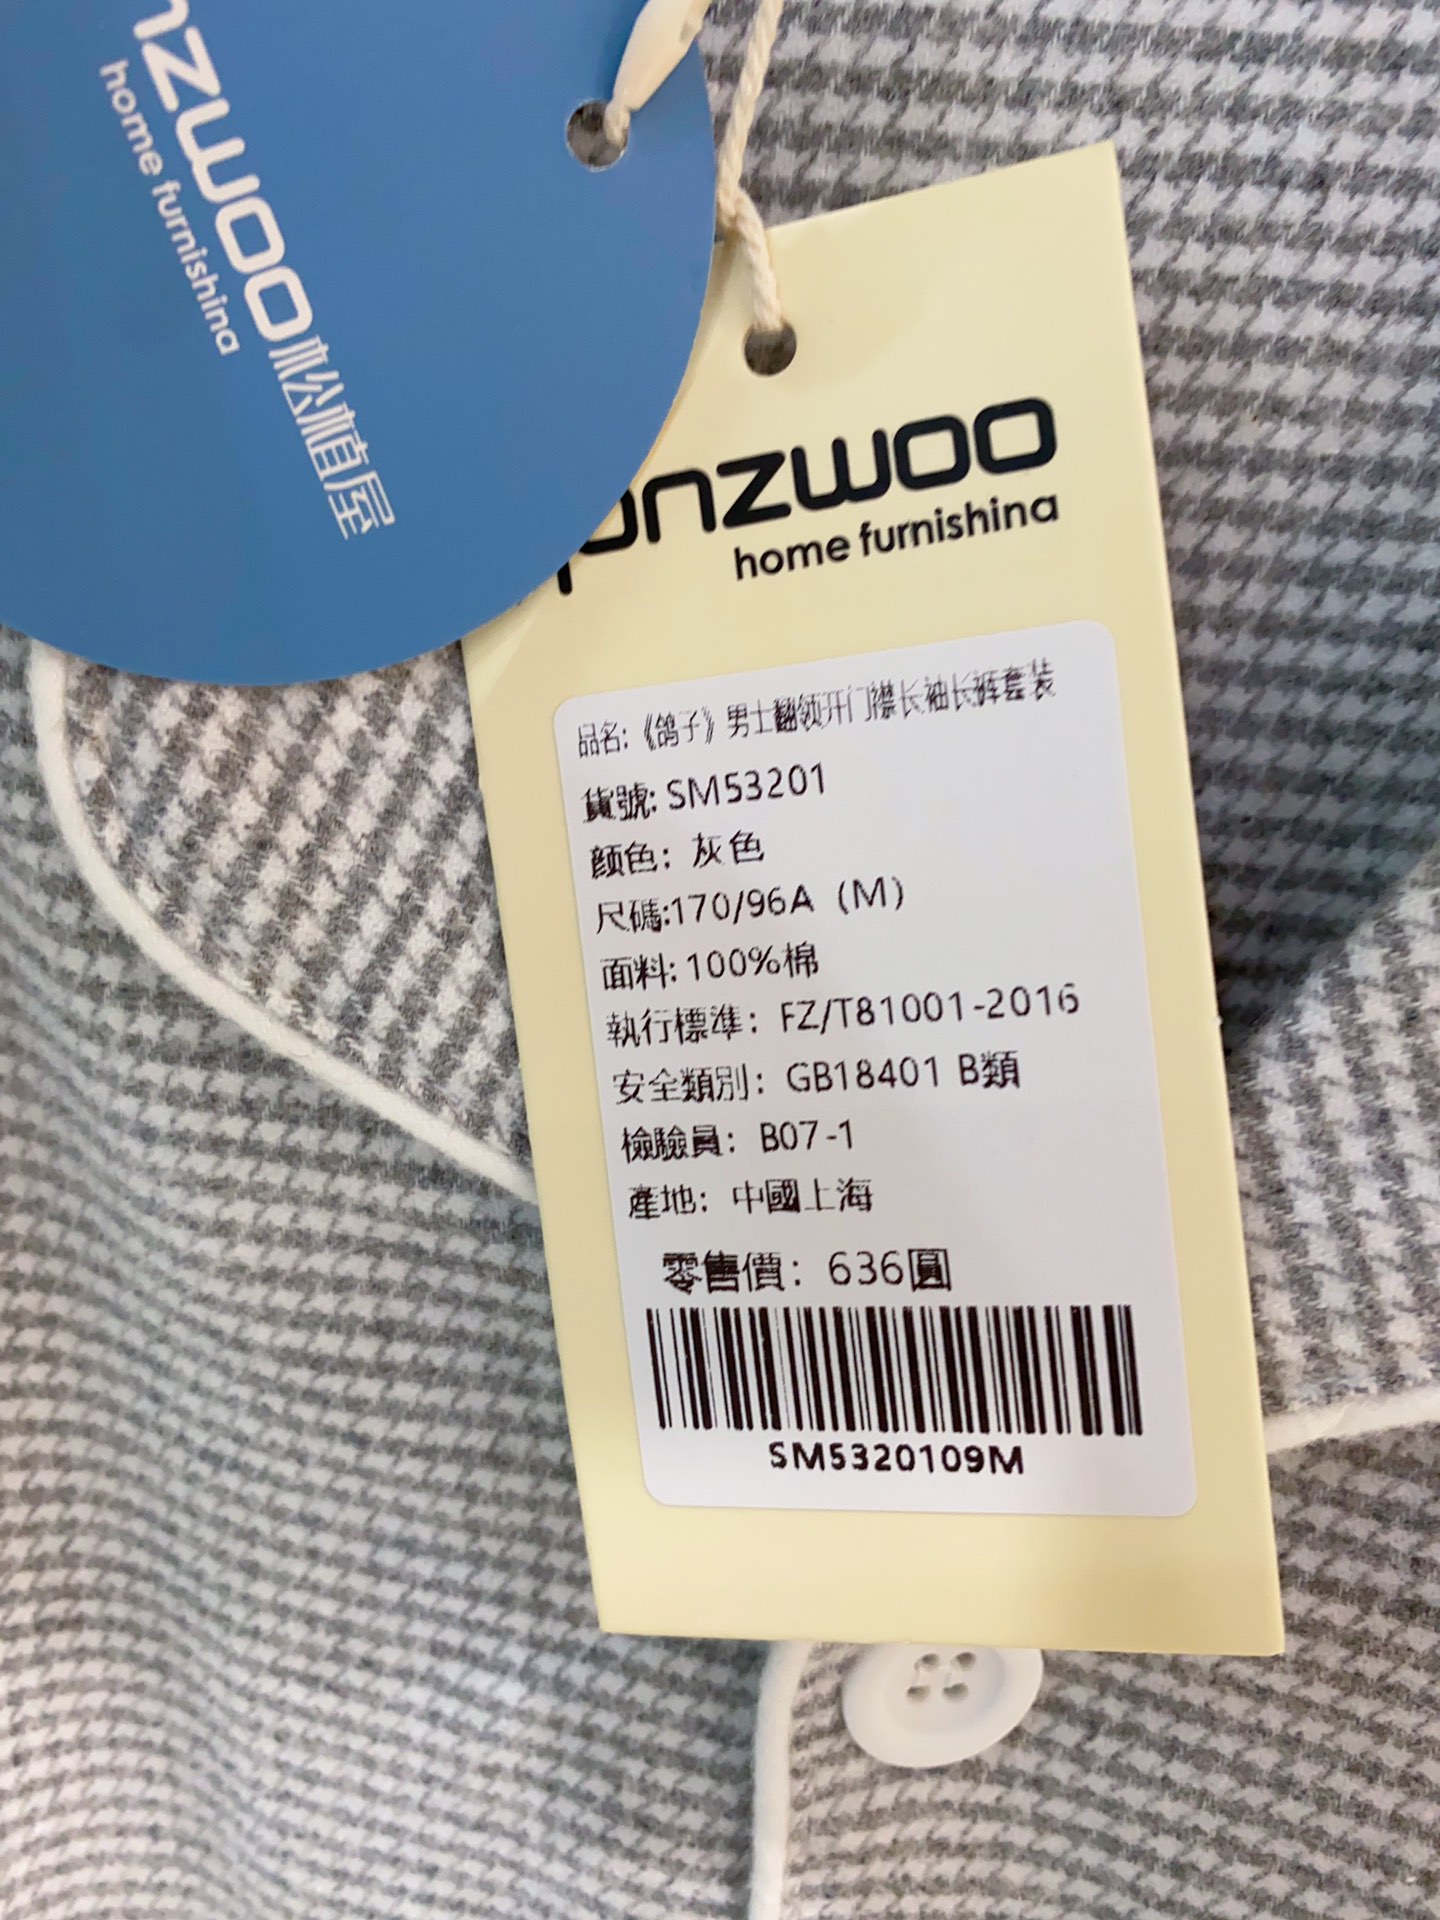 nzwoo 松植屋
home furnishing
onzwoo
home furnishing
品名:《鸽子》男士翻领开门襟长袖长裤套装
貨號: SM53201
颜色: 灰色
尺碼:170/96A (M)
面料: 100%棉
執行標準: FZ/T81001-2016
安全類別: GB18401 B類
檢驗員: B07-1
產地: 中國上海
零售價: 636圓
SM5320109M